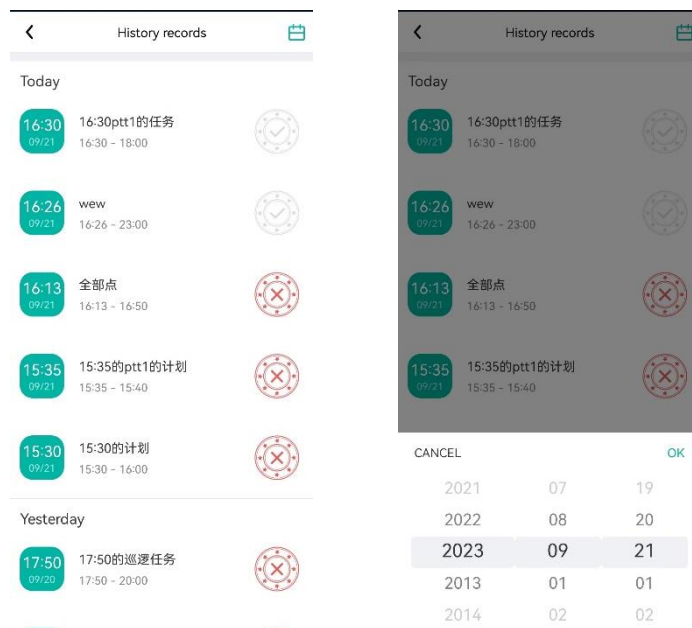 History records
Today
16:30
09/21
16:30ptt1的任务
16:30 - 18:00
16:26
09/21
wew
16:26 - 23:00
16:13
09/21
全部点
16:13 - 16:50
15:35
09/21
15:35的ptt1的计划
15:35 - 15:40
15:30
09/21
15:30的计划
15:30 - 16:00
Yesterday
17:50
09/20
17:50的巡逻任务
17:50 - 20:00
History records
Today
16:30
09/21
16:30ptt1的任务
16:30 - 18:00
16:26
09/21
wew
16:26 - 23:00
16:13
09/21
全部点
16:13 - 16:50
15:35
09/21
15:35的ptt1的计划
15:35 - 15:40
CANCEL OK
2021 07 19
2022 08 20
2023 09 21
2013 01 01
2014 02 02